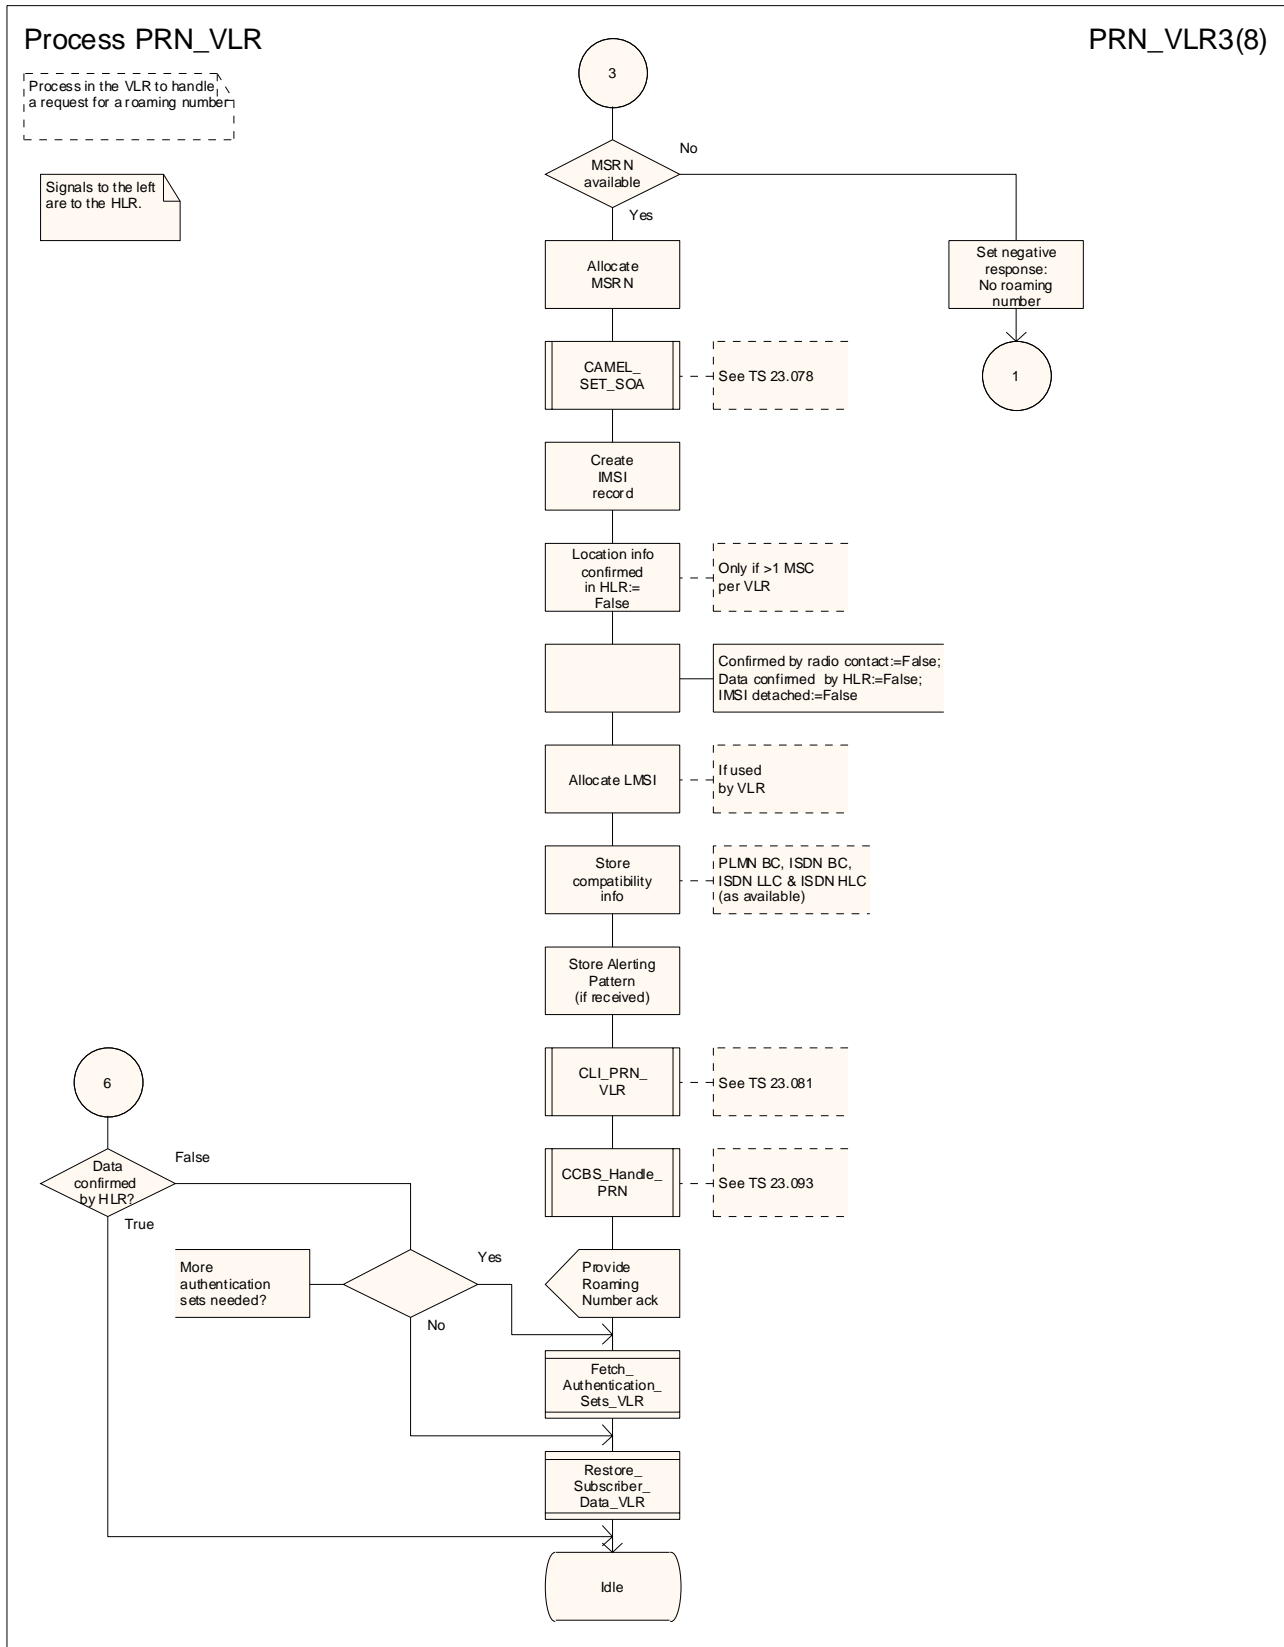 Process PRN_VLR
PRN_VLR3(8)
Process in the VLR to handle
a request for a roaming number
Signals to the left
are to the HLR.
3
MSRN
available
No
Yes
Allocate
MSRN
Set negative
response:
No roaming
number
CAMEL_
SET_SOA
See TS 23.078
1
Create
IMSI
record
Location info
confirmed
in HLR:=
False
Only if >1 MSC
per VLR
Confirmed by radio contact:=False;
Data confirmed by HLR:=False;
IMSI detached:=False
Allocate LMSI
If used
by VLR
Store
compatibility
info
PLMN BC, ISDN BC,
ISDN LLC & ISDN HLC
(as available)
Store Alerting
Pattern
(if received)
6
CLI_PRN_
VLR
See TS 23.081
Data
confirmed
by HLR?
False
True
CCBS_Handle_
PRN
See TS 23.093
More
authentication
sets needed?
Yes
No
Provide
Roaming
Number ack
Fetch_
Authentication_
Sets_VLR
Restore_
Subscriber_
Data_VLR
Idle